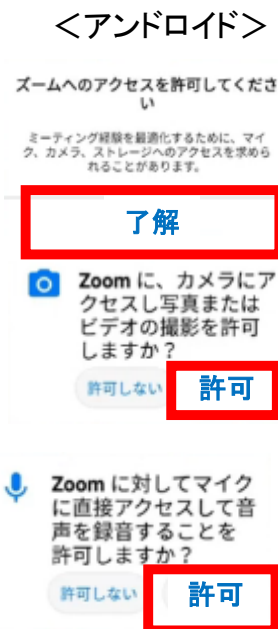 ＜アンドロイド＞
ズームへのアクセスを許可してくださ
い
ミーティング経験を最適化するために、マイ
ク、カメラ、ストレージへのアクセスを求めら
れることがあります。
了解
Zoom に、カメラにア
クセスし写真または
ビデオの撮影を許可
しますか？
許可しない 許可
Zoom に対してマイク
に直接アクセスして音
声を録音することを
許可しますか？
許可しない 許可